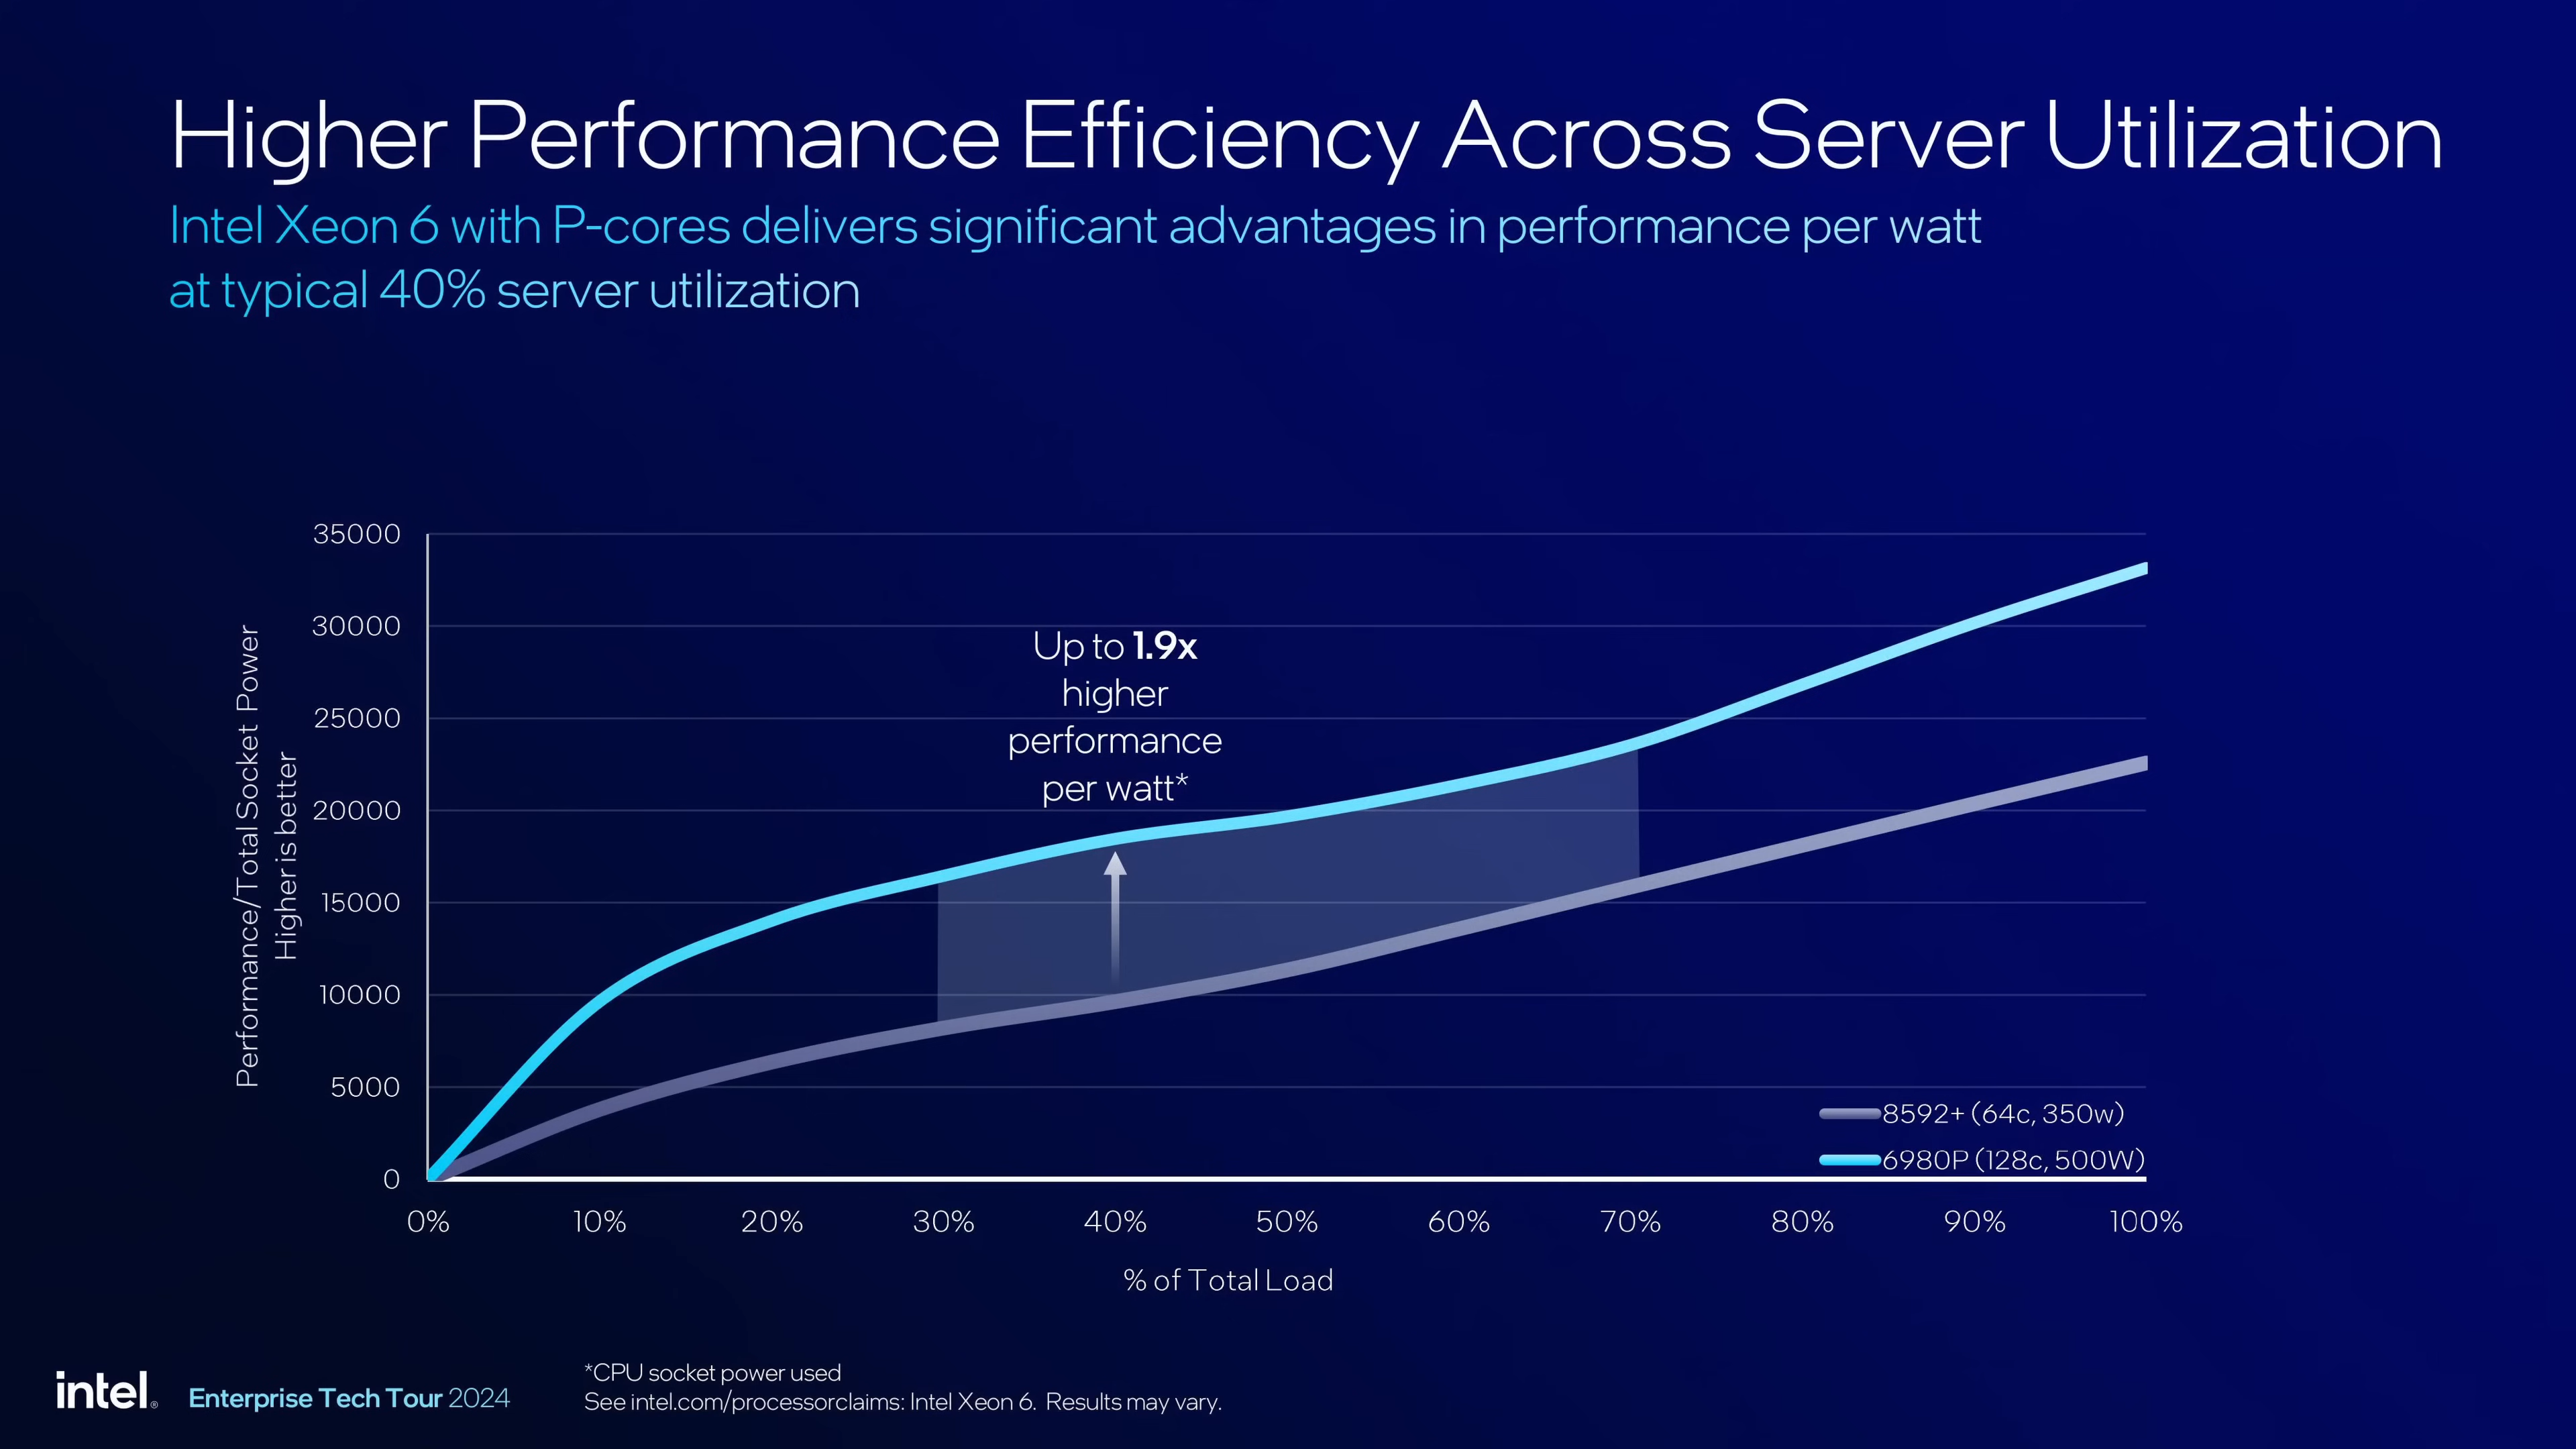 Higher Performance Efficiency Across Server Utilization
Intel Xeon 6 with P-cores delivers significant advantages in performance per watt
at typical 40% server utilization
Performance/Total Socket Power
Higher is better
35000
30000
25000
20000
15000
10000
5000
0
Up to 1.9x
higher
performance
per watt*
8592+ (64c, 350w)
6980P (128c, 500W)
0%
10%
20%
30%
40%
50%
60%
70%
80%
90%
100%
% of Total Load
intel®
Enterprise Tech Tour 2024
*CPU socket power used
See intel.com/processorclaims: Intel Xeon 6. Results may vary.